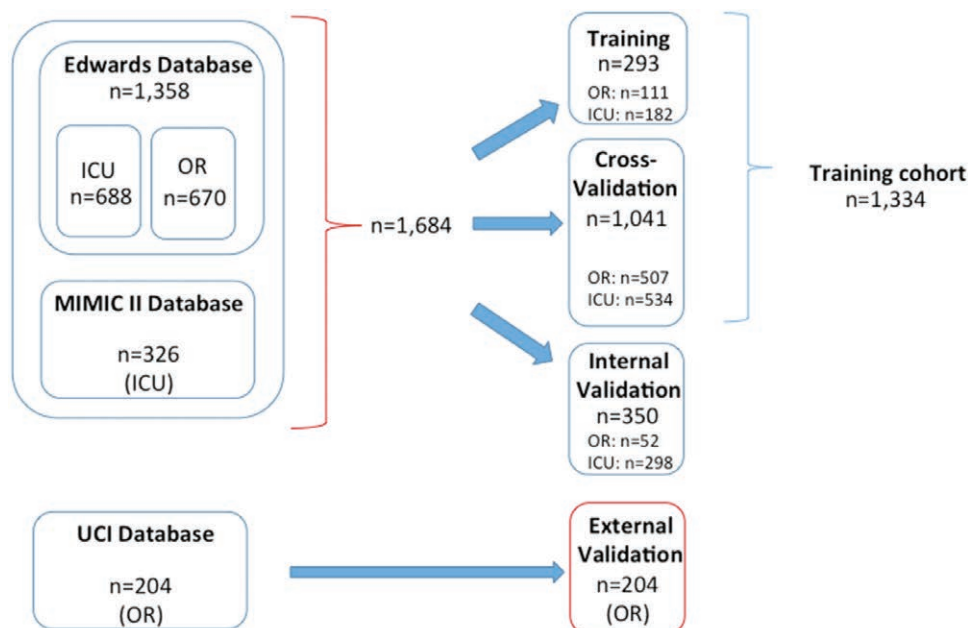 Edwards Database
n=1,358
ICU
n=688
OR
n=670
MIMIC II Database
n=326
(ICU)
n=1,684
Training
n=293
OR: n=111
ICU: n=182
Cross-
Validation
n=1,041
OR: n=507
ICU: n=534
Training cohort
n=1,334
Internal
Validation
n=350
OR: n=52
ICU: n=298
UCI Database
n=204
(OR)
External
Validation
n=204
(OR)